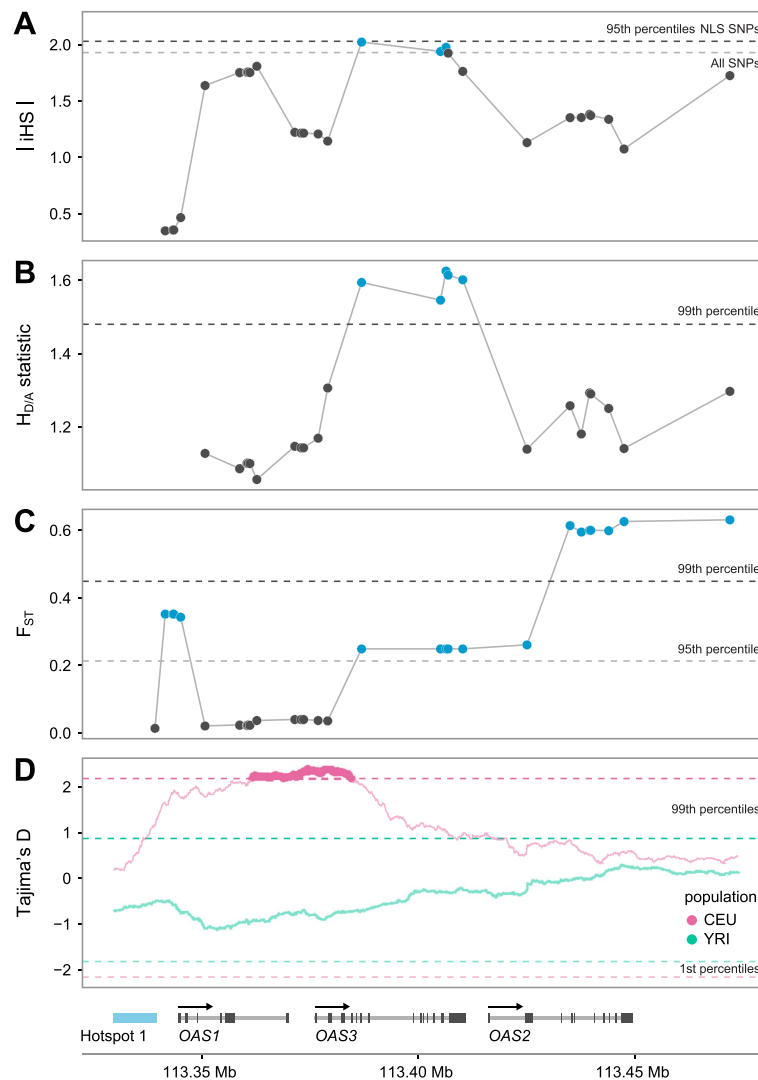 A
95th percentiles NLS SNPs
All SNPs
2.0
1.5
1.0
0.5
| iHS |
B
99th percentile
1.6
1.4
1.2
H_D/A statistic
C
99th percentile
95th percentile
0.6
0.4
0.2
0.0
F_ST
D
99th percentiles
2
1
0
−1
−2
Tajima's D
population
CEU
YRI
1st percentiles
Hotspot 1
OAS1
OAS3
OAS2
113.35 Mb
113.40 Mb
113.45 Mb